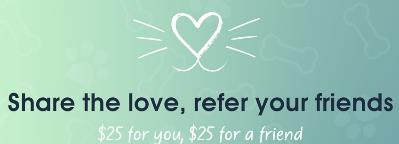 Share the love, refer your friends
$25 for you, $25 for a friend